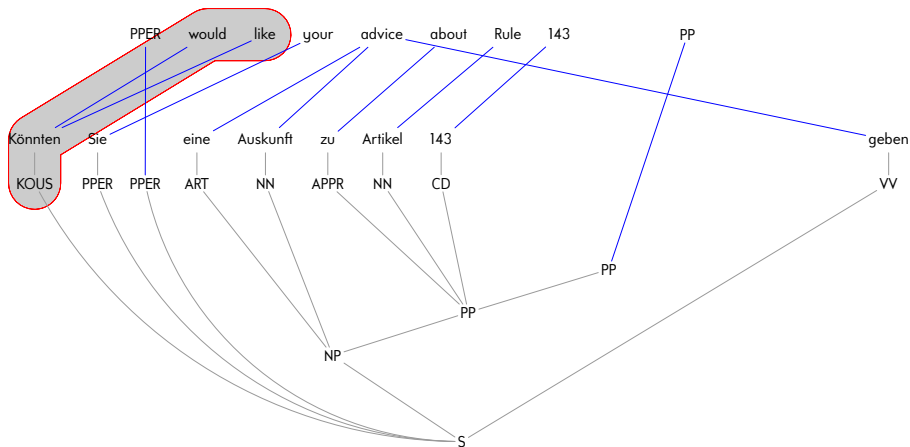 PPER would like your advice about Rule 143 PP
Könnten Sie eine Auskunft zu Artikel 143 geben
KOUS PPER PPER ART NN APPR NN CD VV
PP
PP
NP
S